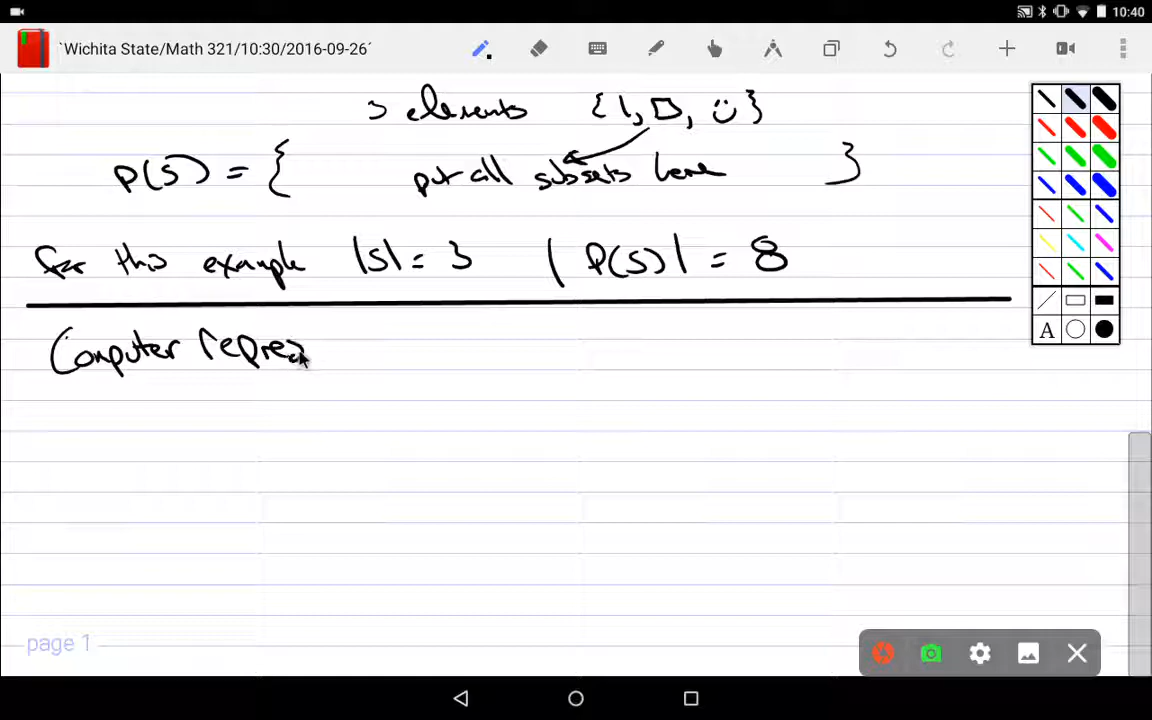 10:40
`Wichita State/Math 321/10:30/2016-09-26´
3 elements {1, □, ت}
P(S) = { put all subsets here }
for this example |S| = 3 | P(S) | = 8
Computer repres
A
page 1